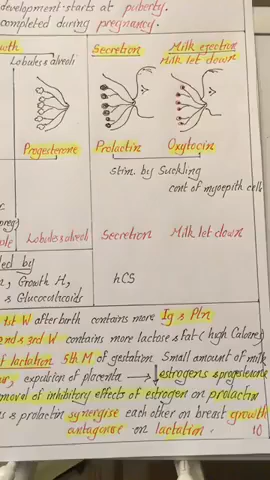 development starts at puberty.
completed during pregnancy.
Secretion
Milk ejection
Milk let down
Lobules & alveoli
Progesterone
Prolactin
Oxytocin
stim. by Suckling
cont of myoepith cells
Lobules & alveoli
Secretion
Milk let down
by
Growth H,
& Glucocorticoids
hCS
W after birth contains more Ig & Ptn
and 3rd W contains more lactose & Fat (high Calorie)
of lactation 5th M of gestation Small amount of milk
expulsion of placenta → ↓ estrogens & progesterone
removal of inhibitory effects of estrogen on prolactin
& prolactin synergise each other on breast growth
antagonise on lactation.
10